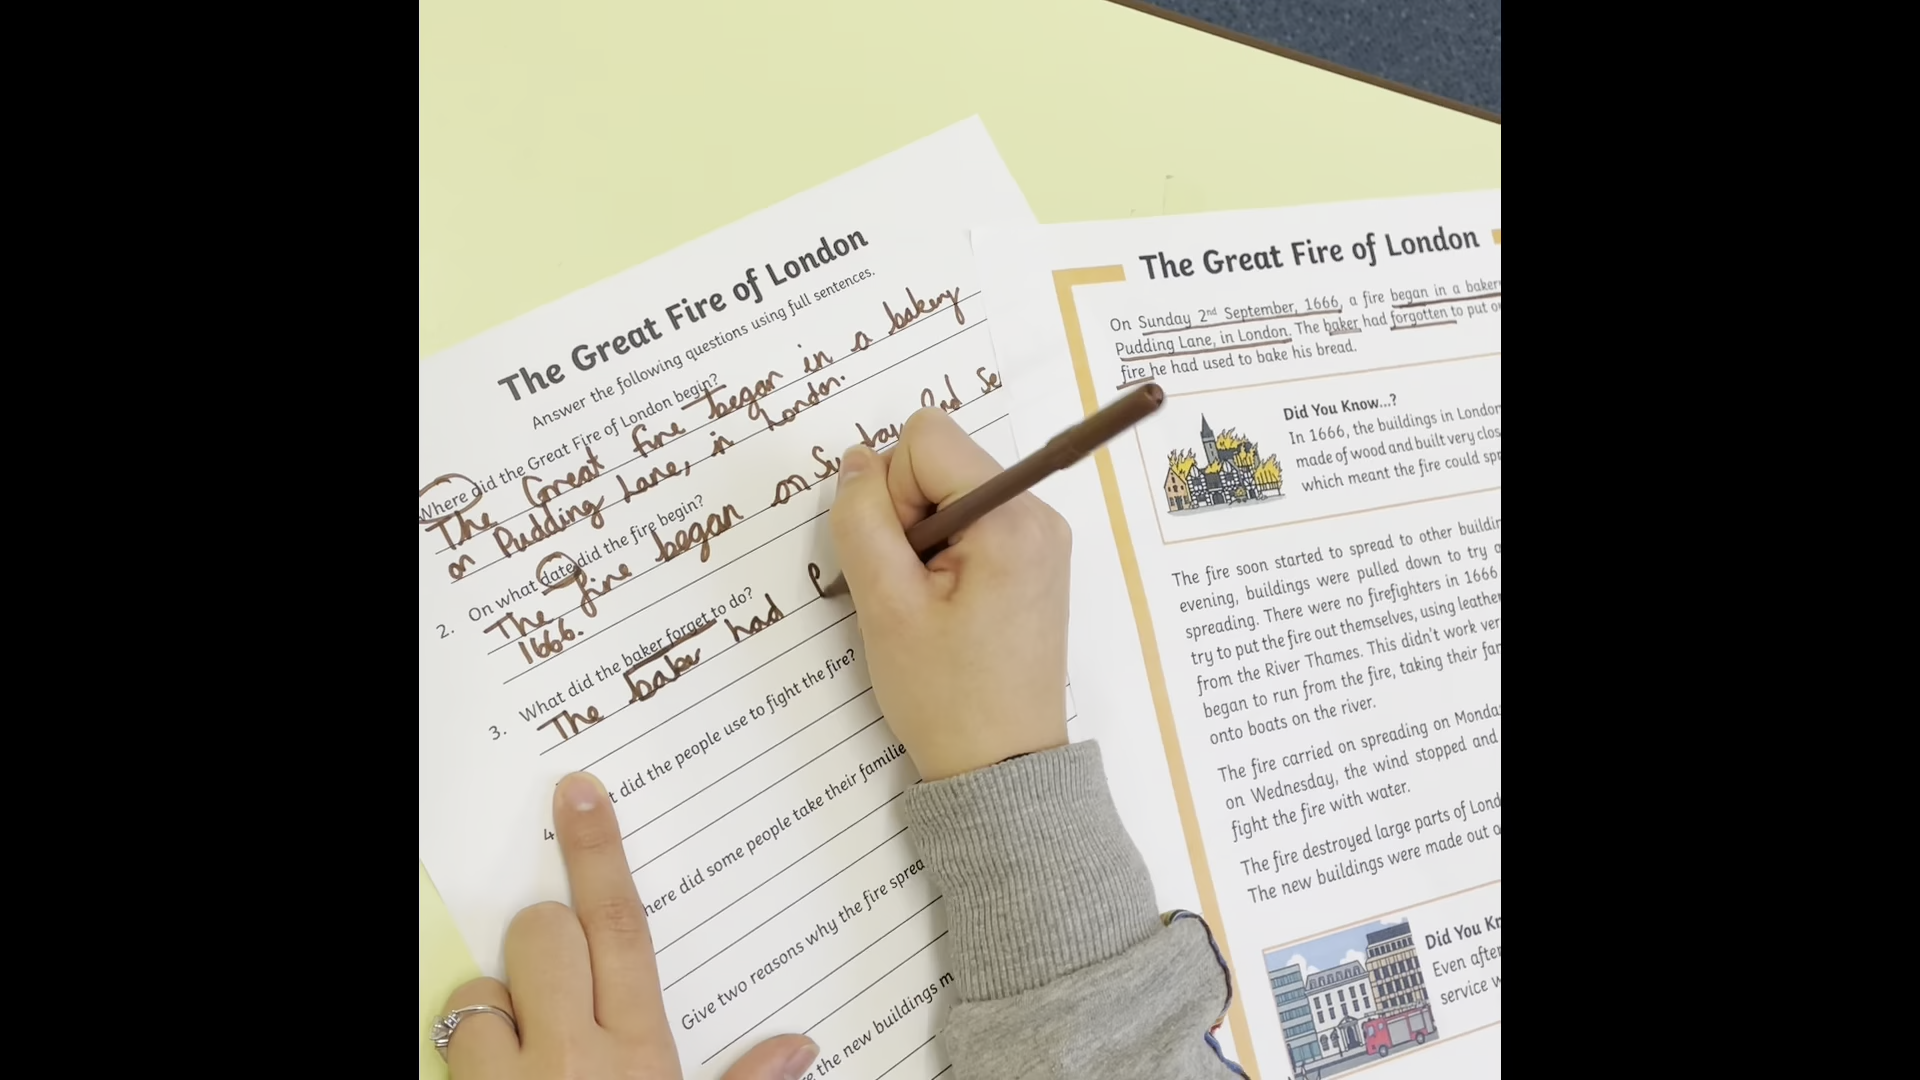 The Great Fire of London
Answer the following questions using full sentences.
Where did the Great Fire of London begin?
The Great fire began in a bakery
on Pudding Lane, in London.
2. On what date did the fire begin?
The fire began on Sunday 2nd Se
1666.
3. What did the baker forget to do?
The baker had
4. t did the people use to fight the fire?
here did some people take their familie
Give two reasons why the fire sprea
e the new buildings m
The Great Fire of London
On Sunday 2nd September, 1666, a fire began in a bakery
Pudding Lane, in London. The baker had forgotten to put o
fire he had used to bake his bread.
Did You Know...?
In 1666, the buildings in London
made of wood and built very clos
which meant the fire could spr
The fire soon started to spread to other buildin
evening, buildings were pulled down to try a
spreading. There were no firefighters in 1666
try to put the fire out themselves, using leathe
from the River Thames. This didn't work ver
began to run from the fire, taking their fam
onto boats on the river.
The fire carried on spreading on Monda
on Wednesday, the wind stopped and
fight the fire with water.
The fire destroyed large parts of Lond
The new buildings were made out o
Did You Kn
Even after
service w